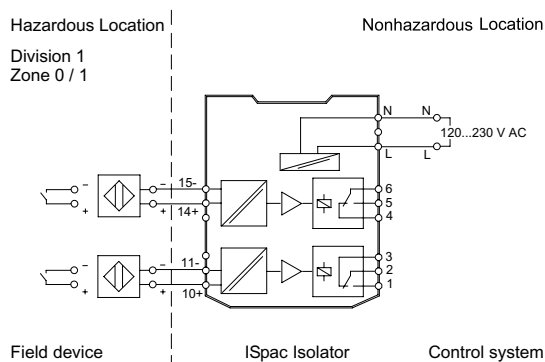 Hazardous Location
Nonhazardous Location
Division 1
Zone 0 / 1
N
N
120...230 V AC
L
L
−
−
15-
6
5
+
+
14+
4
−
−
11-
3
2
+
+
10+
1
Field device
ISpac Isolator
Control system